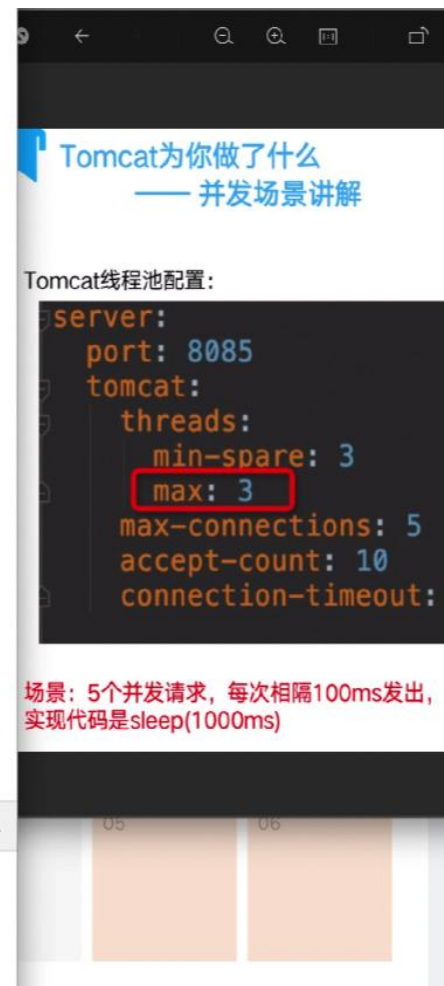 Tomcat为你做了什么
—— 并发场景讲解
Tomcat线程池配置：
server:
port: 8085
tomcat:
threads:
min-spare: 3
max: 3
max-connections: 5
accept-count: 10
connection-timeout:
场景：5个并发请求，每次相隔100ms发出，
实现代码是sleep(1000ms)
05
06